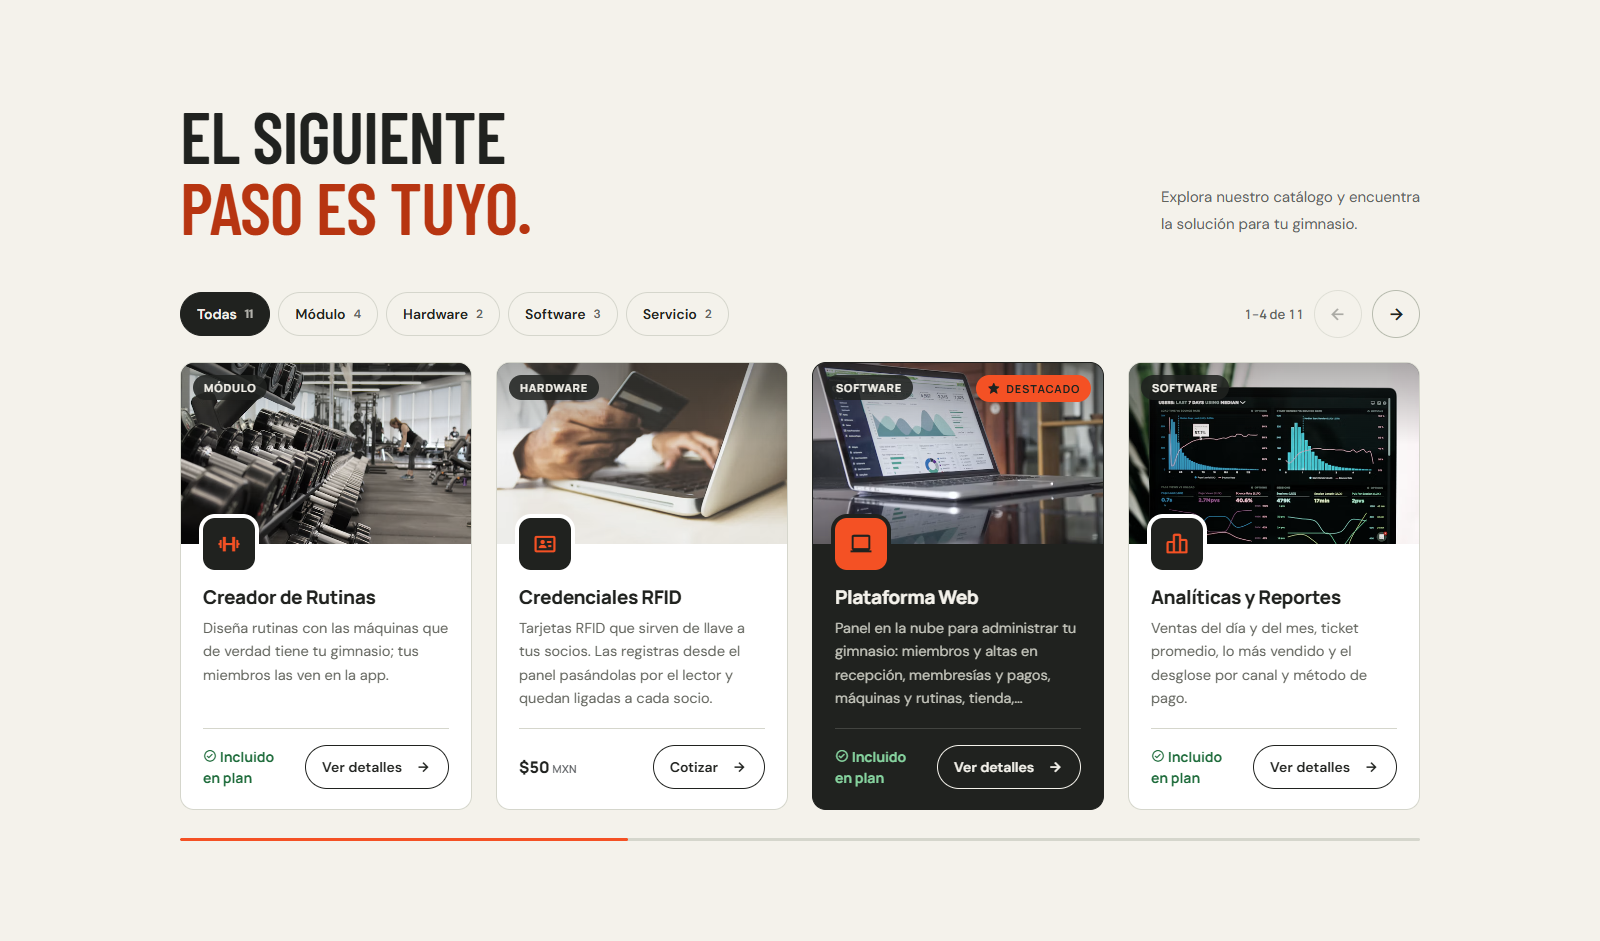 EL SIGUIENTE
PASO ES TUYO.
Explora nuestro catálogo y encuentra
la solución para tu gimnasio.
Todas 11
Módulo 4
Hardware 2
Software 3
Servicio 2
1–4 de 11
MÓDULO
Creador de Rutinas
Diseña rutinas con las máquinas que
de verdad tiene tu gimnasio; tus
miembros las ven en la app.
Incluido
en plan
Ver detalles
HARDWARE
Credenciales RFID
Tarjetas RFID que sirven de llave a
tus socios. Las registras desde el
panel pasándolas por el lector y
quedan ligadas a cada socio.
$50 MXN
Cotizar
SOFTWARE
DESTACADO
Plataforma Web
Panel en la nube para administrar tu
gimnasio: miembros y altas en
recepción, membresías y pagos,
máquinas y rutinas, tienda,...
Incluido
en plan
Ver detalles
SOFTWARE
USERS: LAST 7 DAYS USING MEDIAN
Analíticas y Reportes
Ventas del día y del mes, ticket
promedio, lo más vendido y el
desglose por canal y método de
pago.
Incluido
en plan
Ver detalles